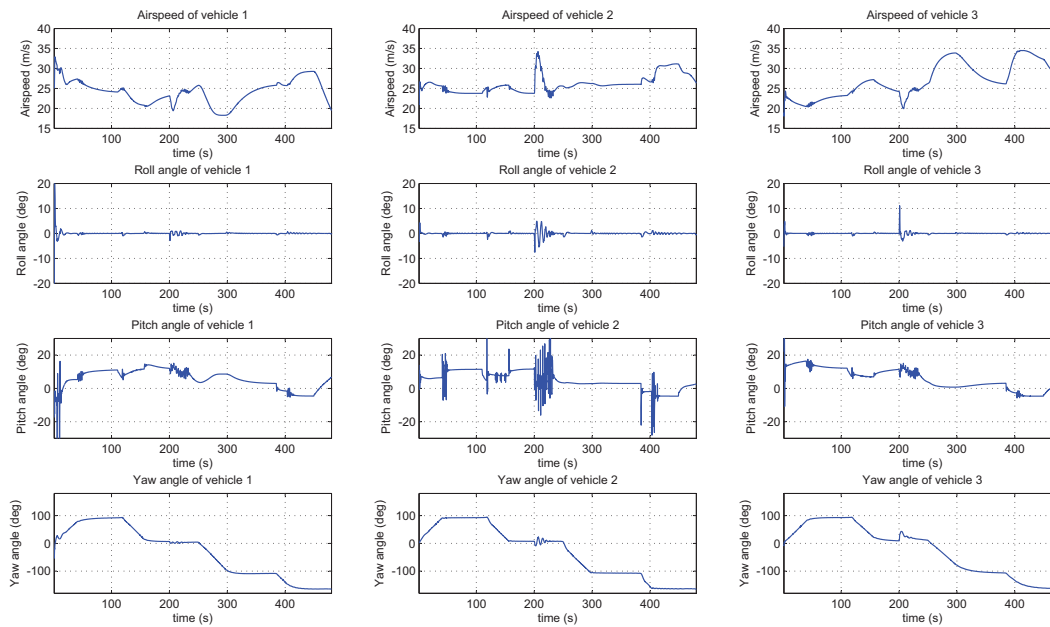 Airspeed of vehicle 1
Airspeed of vehicle 2
Airspeed of vehicle 3
Airspeed (m/s)
40
35
30
25
20
15
100 200 300 400
time (s)
Airspeed (m/s)
40
35
30
25
20
15
100 200 300 400
time (s)
Airspeed (m/s)
40
35
30
25
20
15
100 200 300 400
time (s)
Roll angle of vehicle 1
Roll angle of vehicle 2
Roll angle of vehicle 3
Roll angle (deg)
20
10
0
-10
-20
100 200 300 400
time (s)
Roll angle (deg)
20
10
0
-10
-20
100 200 300 400
time (s)
Roll angle (deg)
20
10
0
-10
-20
100 200 300 400
time (s)
Pitch angle of vehicle 1
Pitch angle of vehicle 2
Pitch angle of vehicle 3
Pitch angle (deg)
20
0
-20
100 200 300 400
time (s)
Pitch angle (deg)
20
0
-20
100 200 300 400
time (s)
Pitch angle (deg)
20
0
-20
100 200 300 400
time (s)
Yaw angle of vehicle 1
Yaw angle of vehicle 2
Yaw angle of vehicle 3
Yaw angle (deg)
100
0
-100
100 200 300 400
time (s)
Yaw angle (deg)
100
0
-100
100 200 300 400
time (s)
Yaw angle (deg)
100
0
-100
100 200 300 400
time (s)